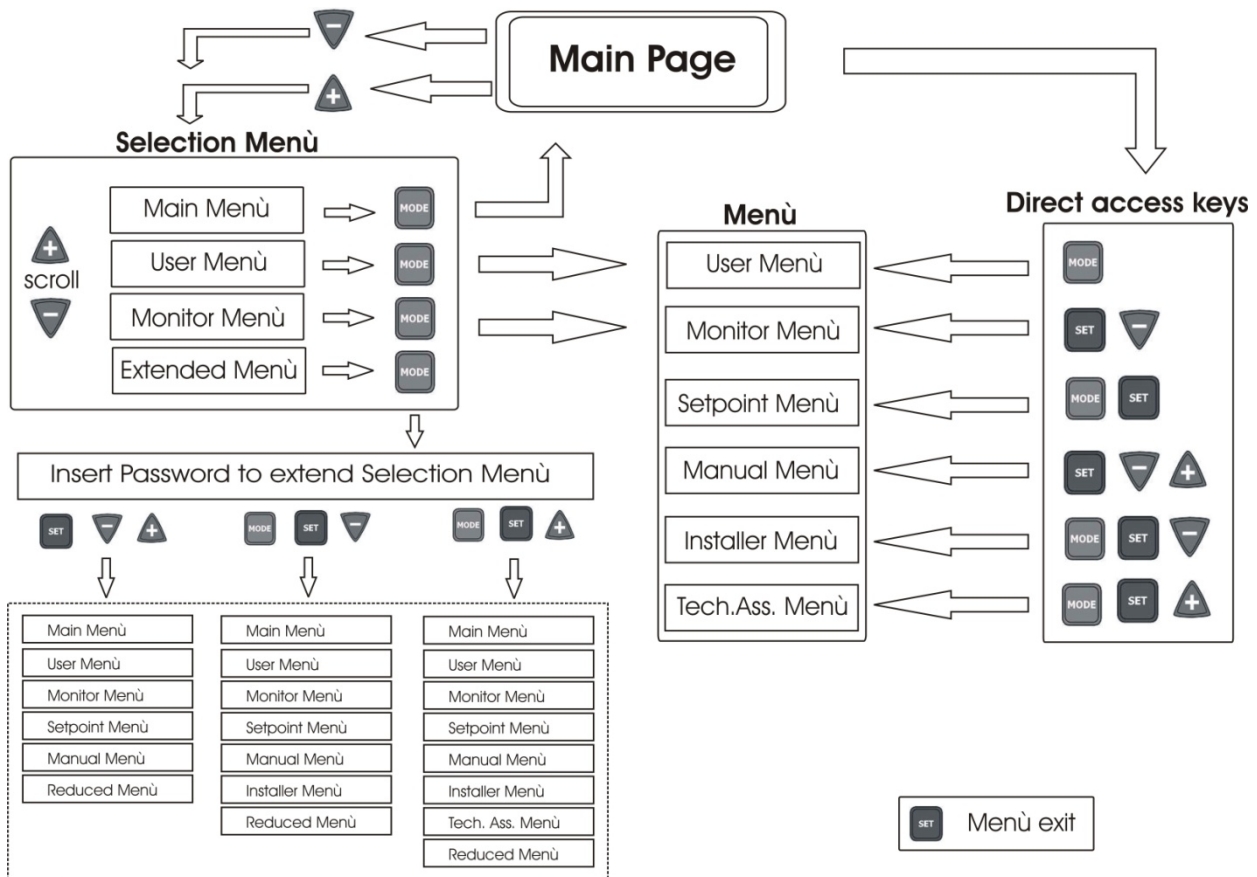 Main Page
Selection Menù
Main Menù
MODE
User Menù
MODE
scroll
Monitor Menù
MODE
Extended Menù
MODE
Insert Password to extend Selection Menù
SET
MODE
SET
MODE
SET
Main Menù
User Menù
Monitor Menù
Setpoint Menù
Manual Menù
Reduced Menù
Main Menù
User Menù
Monitor Menù
Setpoint Menù
Manual Menù
Installer Menù
Reduced Menù
Main Menù
User Menù
Monitor Menù
Setpoint Menù
Manual Menù
Installer Menù
Tech. Ass. Menù
Reduced Menù
Menù
User Menù
Monitor Menù
Setpoint Menù
Manual Menù
Installer Menù
Tech.Ass. Menù
Direct access keys
MODE
SET
MODE SET
SET
MODE SET
MODE SET
SET Menù exit